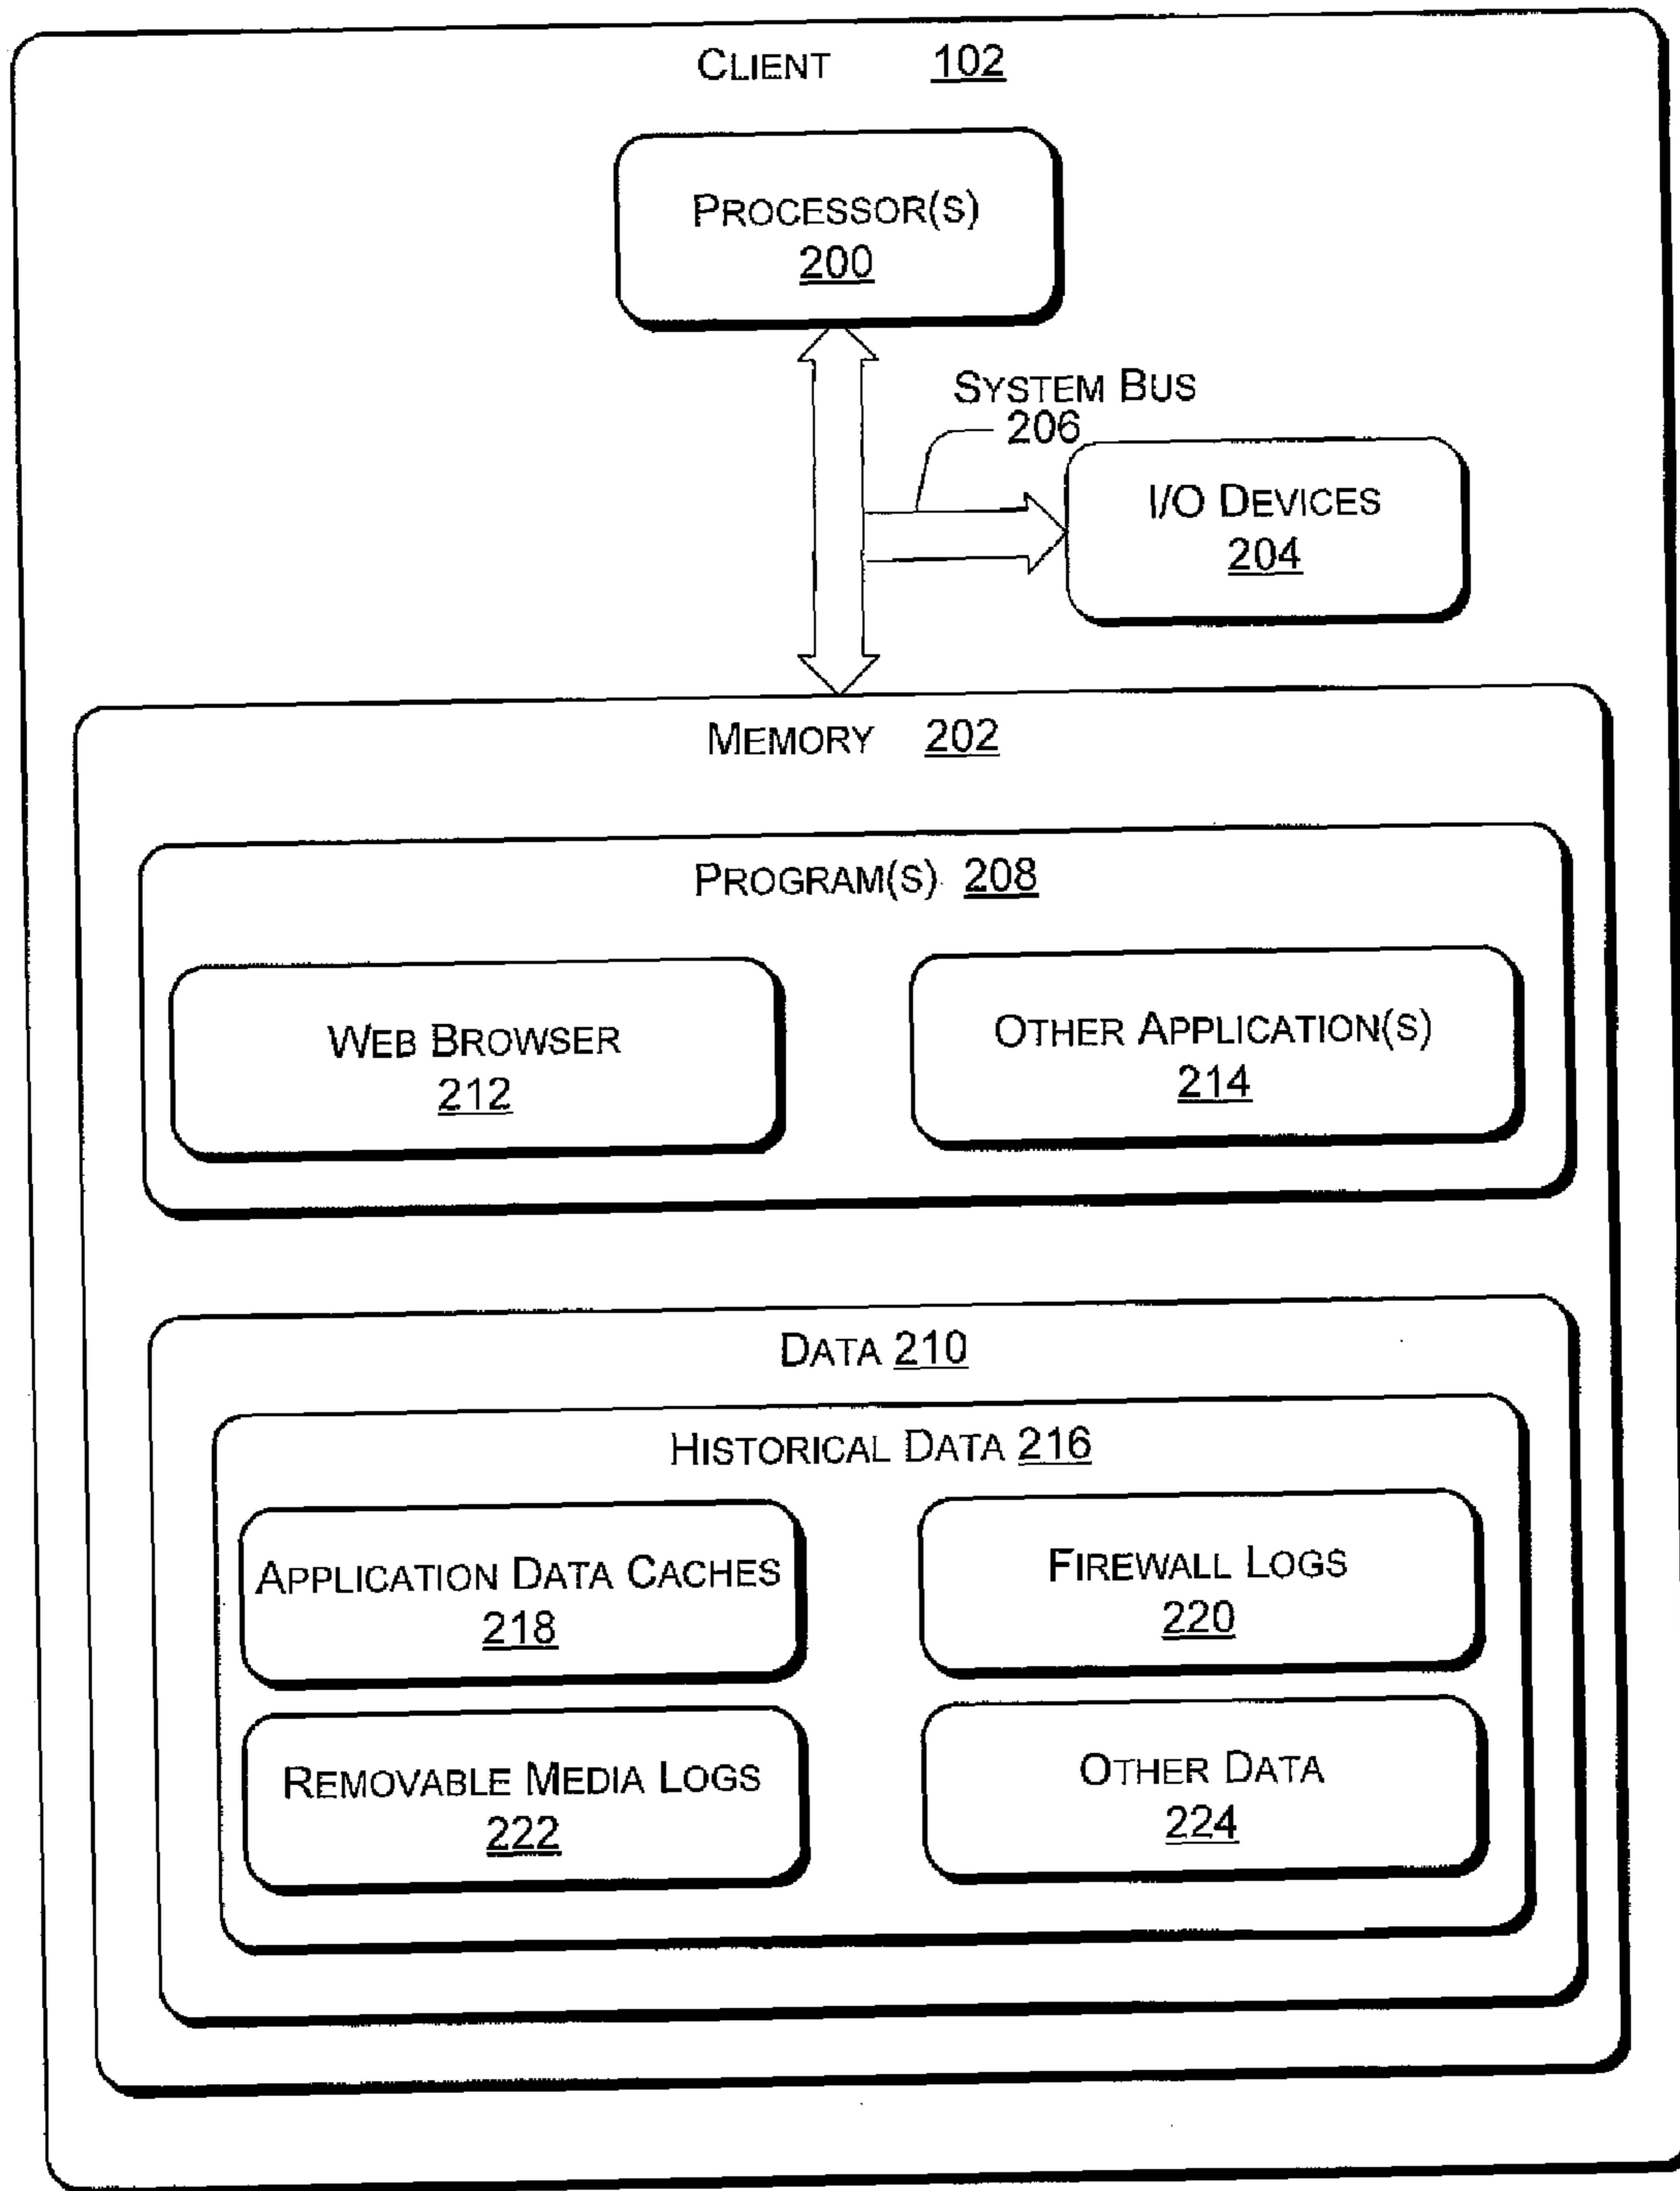 CLIENT 102
PROCESSOR(S)
200
SYSTEM BUS
206
I/O DEVICES
204
MEMORY 202
PROGRAM(S) 208
WEB BROWSER
212
OTHER APPLICATION(S)
214
DATA 210
HISTORICAL DATA 216
APPLICATION DATA CACHES
218
FIREWALL LOGS
220
REMOVABLE MEDIA LOGS
222
OTHER DATA
224